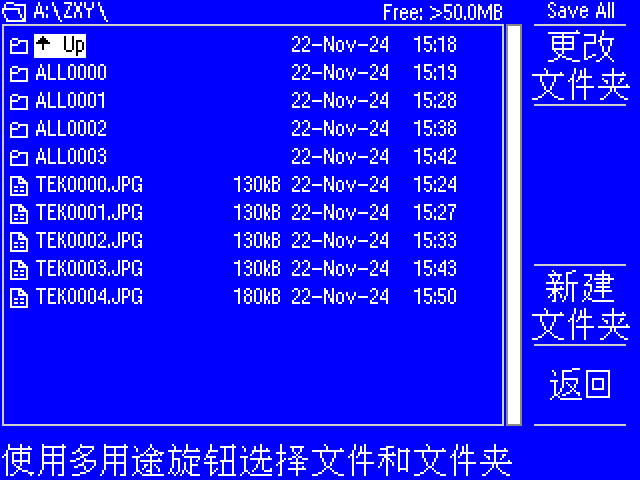 A:\ZXY\ Free: >50.0MB Save All
Up 22-Nov-24 15:18
ALL0000 22-Nov-24 15:19
ALL0001 22-Nov-24 15:28
ALL0002 22-Nov-24 15:38
ALL0003 22-Nov-24 15:42
TEK0000.JPG 130kB 22-Nov-24 15:24
TEK0001.JPG 130kB 22-Nov-24 15:27
TEK0002.JPG 130kB 22-Nov-24 15:33
TEK0003.JPG 130kB 22-Nov-24 15:43
TEK0004.JPG 180kB 22-Nov-24 15:50
更改
文件夹
新建
文件夹
返回
使用多用途旋钮选择文件和文件夹